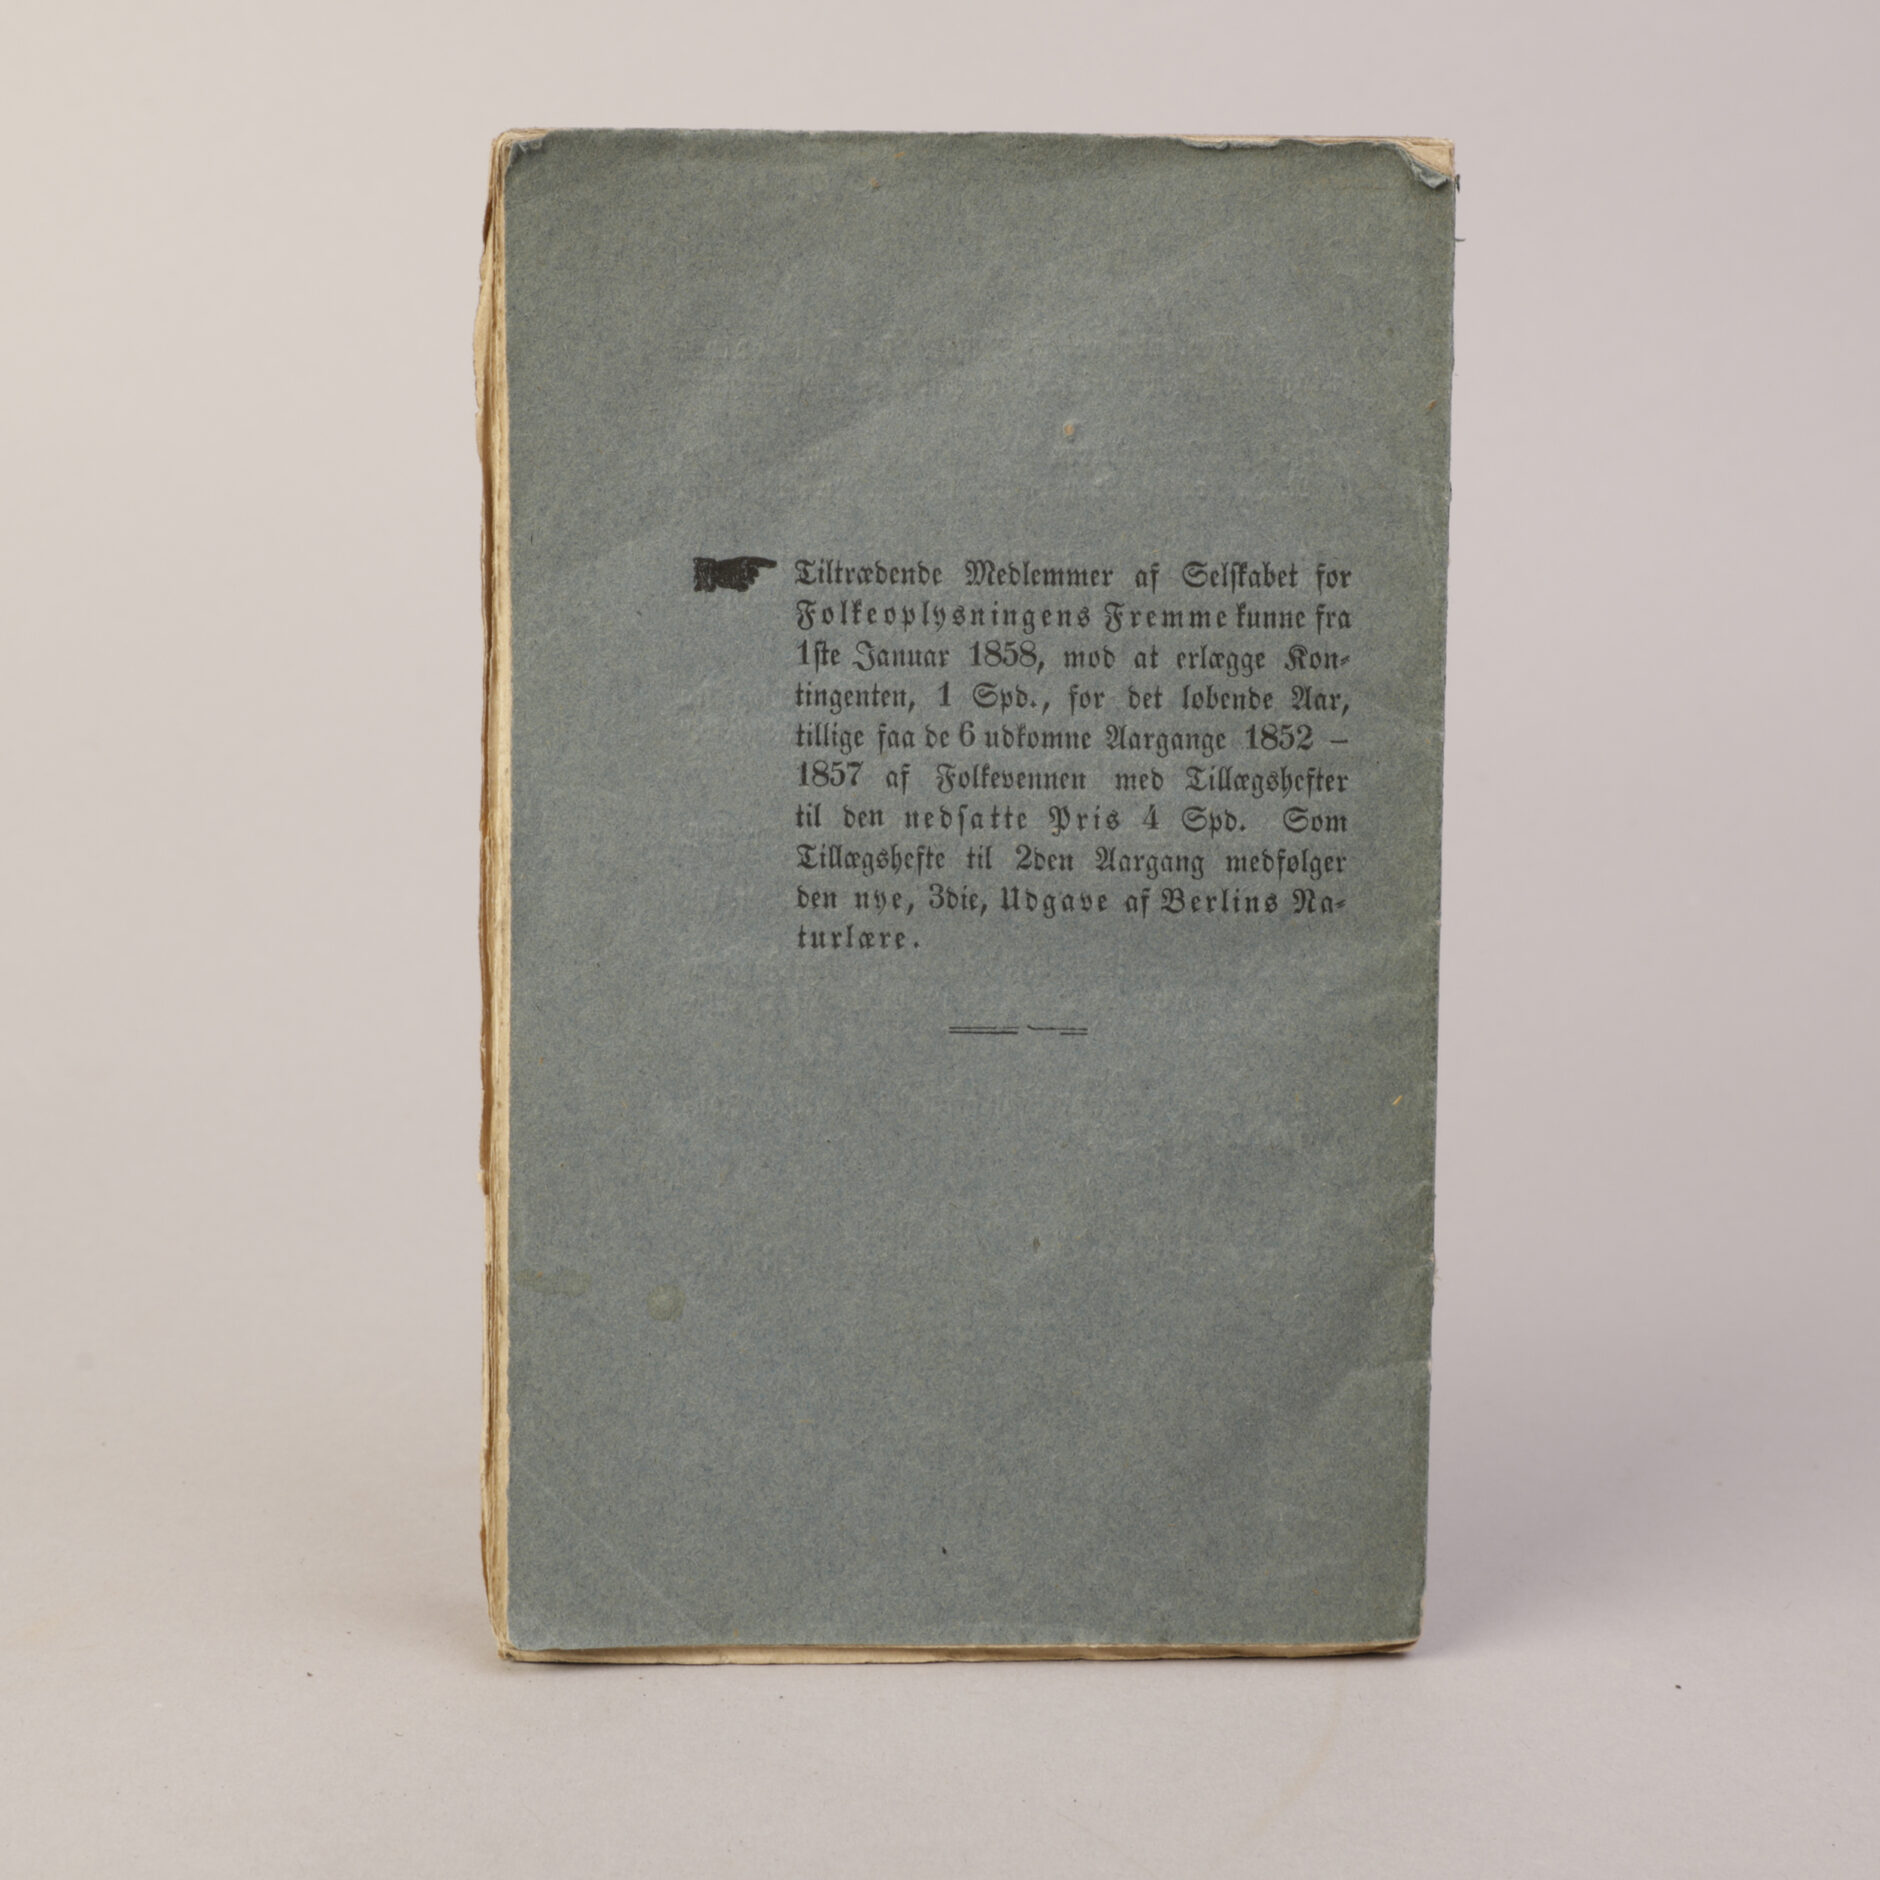 Tiltrædende Medlemmer af Selskabet for
Folkeoplysningens Fremme kunne fra
1ste Januar 1858, mod at erlægge Kon-
tingenten, 1 Spd., for det løbende Aar,
tillige faa de 6 udkomne Aargange 1852 –
1857 af Folkevennen med Tillægshefter
til den nedsatte Pris 4 Spd. Som
Tillægshefte til 2den Aargang medfølger
den nye, 3die, Udgave af Berlins Na-
turlære.